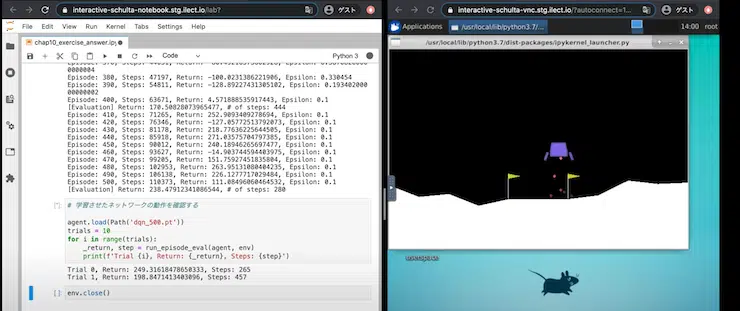 interactive-schulta-notebook.stg.ilect.io/lab?
ゲスト
File Edit View Run Kernel Tabs Settings Help
chap10_exercise_answer.ipy
Code
Python 3
0000004
Episode: 380, Steps: 47197, Return: -100.0231386221906, Epsilon: 0.330454
Episode: 390, Steps: 54811, Return: -128.89227431305102, Epsilon: 0.193402000
00000002
Episode: 400, Steps: 63671, Return: 4.571888535917443, Epsilon: 0.1
[Evaluation] Return: 170.50828073965477, # of steps: 444
Episode: 410, Steps: 71265, Return: 252.9093409278694, Epsilon: 0.1
Episode: 420, Steps: 76346, Return: -127.05772513792073, Epsilon: 0.1
Episode: 430, Steps: 81178, Return: 218.77636225644505, Epsilon: 0.1
Episode: 440, Steps: 85918, Return: 271.03575704797385, Epsilon: 0.1
Episode: 450, Steps: 90012, Return: 240.18946265697477, Epsilon: 0.1
Episode: 460, Steps: 93627, Return: -14.903744594403975, Epsilon: 0.1
Episode: 470, Steps: 99205, Return: 151.75927451835804, Epsilon: 0.1
Episode: 480, Steps: 102953, Return: 263.95131080404235, Epsilon: 0.1
Episode: 490, Steps: 106138, Return: 226.1277717029484, Epsilon: 0.1
Episode: 500, Steps: 110373, Return: 111.08496060464532, Epsilon: 0.1
[Evaluation] Return: 238.47912341086544, # of steps: 280
[*]: # 学習させたネットワークの動作を確認する
agent.load(Path('dqn_500.pt'))
trials = 10
for i in range(trials):
_return, step = run_episode_eval(agent, env)
print(f'Trial {i}, Return: {_return}, Steps: {step}')
Trial 0, Return: 249.31618478650333, Steps: 265
Trial 1, Return: 198.8471413403096, Steps: 457
[ ]: env.close()
interactive-schulta-vnc.stg.ilect.io/?autoconnect=1...
ゲスト
Applications
/usr/local/lib/python3.7/...
14:00 root
/usr/local/lib/python3.7/dist-packages/ipykernel_launcher.py
userspace